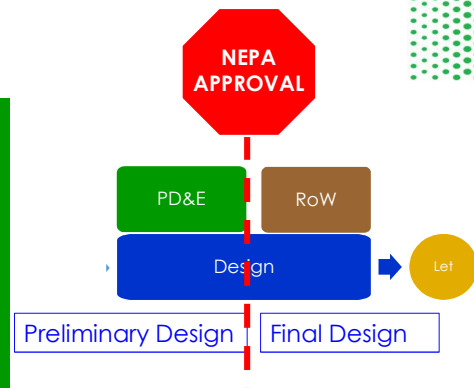 NEPA
APPROVAL
PD&E
RoW
Design
Let
Preliminary Design
Final Design